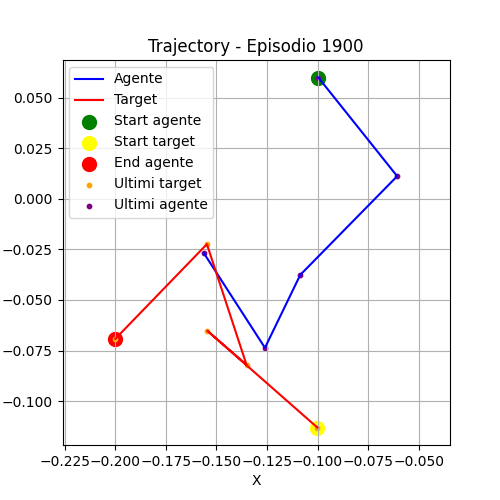 Trajectory - Episodio 1900
Agente
Target
Start agente
Start target
End agente
Ultimi target
Ultimi agente
0.050
0.025
0.000
−0.025
−0.050
−0.075
−0.100
−0.225 −0.200 −0.175 −0.150 −0.125 −0.100 −0.075 −0.050
X